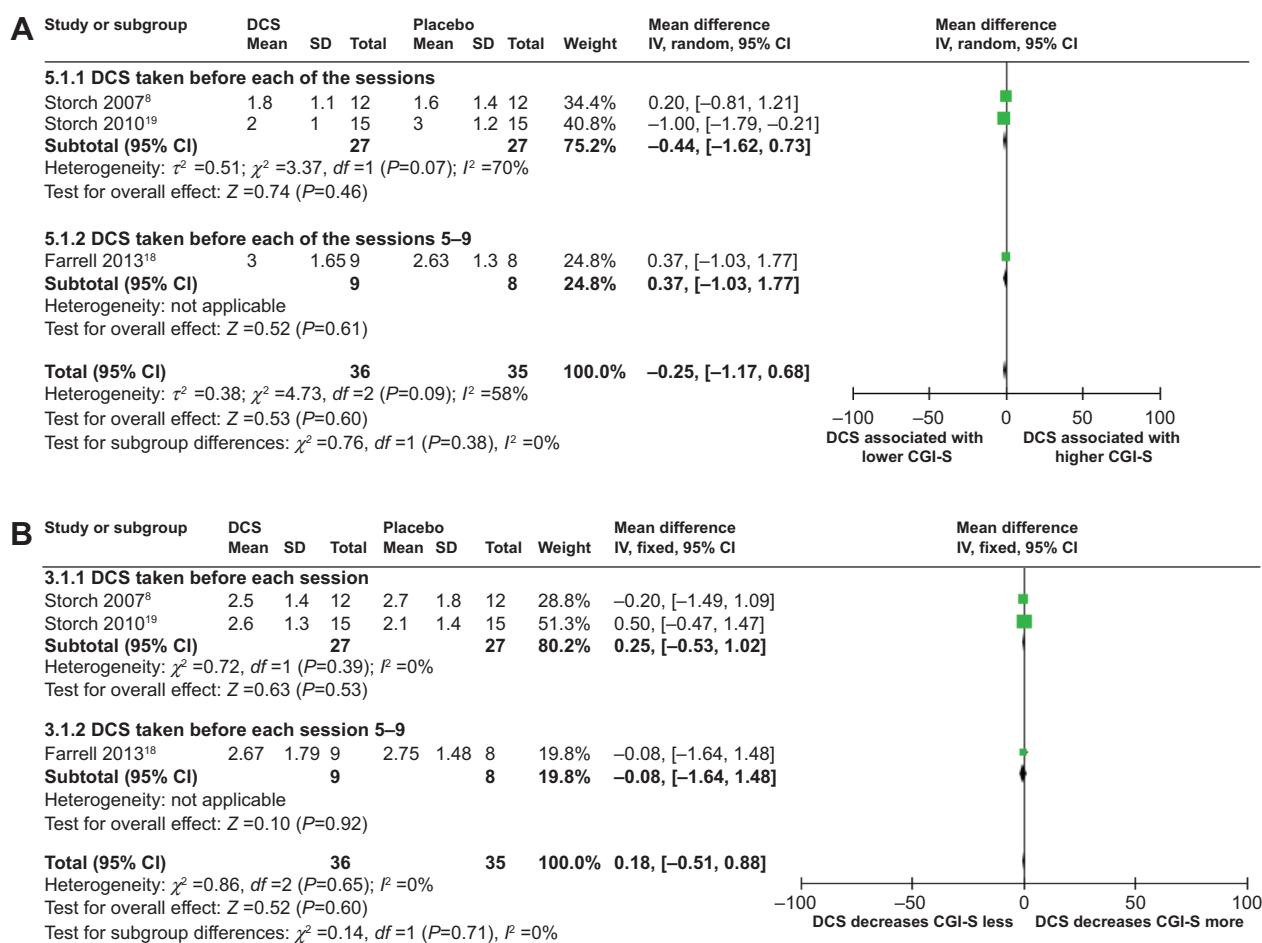 A
Study or subgroup DCS Placebo Mean difference Mean difference
Mean SD Total Mean SD Total Weight IV, random, 95% CI IV, random, 95% CI
5.1.1 DCS taken before each of the sessions
Storch 2007⁸ 1.8 1.1 12 1.6 1.4 12 34.4% 0.20, [–0.81, 1.21]
Storch 2010¹⁹ 2 1 15 3 1.2 15 40.8% –1.00, [–1.79, –0.21]
Subtotal (95% CI) 27 27 75.2% –0.44, [–1.62, 0.73]
Heterogeneity: τ² =0.51; χ² =3.37, df =1 (P=0.07); I² =70%
Test for overall effect: Z =0.74 (P=0.46)
5.1.2 DCS taken before each of the sessions 5–9
Farrell 2013¹⁸ 3 1.65 9 2.63 1.3 8 24.8% 0.37, [–1.03, 1.77]
Subtotal (95% CI) 9 8 24.8% 0.37, [–1.03, 1.77]
Heterogeneity: not applicable
Test for overall effect: Z =0.52 (P=0.61)
Total (95% CI) 36 35 100.0% –0.25, [–1.17, 0.68]
Heterogeneity: τ² =0.38; χ² =4.73, df =2 (P=0.09); I² =58%
Test for overall effect: Z =0.53 (P=0.60)
Test for subgroup differences: χ² =0.76, df =1 (P=0.38), I² =0%
–100 –50 0 50 100
DCS associated with DCS associated with
lower CGI-S higher CGI-S
B
Study or subgroup DCS Placebo Mean difference Mean difference
Mean SD Total Mean SD Total Weight IV, fixed, 95% CI IV, fixed, 95% CI
3.1.1 DCS taken before each session
Storch 2007⁸ 2.5 1.4 12 2.7 1.8 12 28.8% –0.20, [–1.49, 1.09]
Storch 2010¹⁹ 2.6 1.3 15 2.1 1.4 15 51.3% 0.50, [–0.47, 1.47]
Subtotal (95% CI) 27 27 80.2% 0.25, [–0.53, 1.02]
Heterogeneity: χ² =0.72, df =1 (P=0.39); I² =0%
Test for overall effect: Z =0.63 (P=0.53)
3.1.2 DCS taken before each session 5–9
Farrell 2013¹⁸ 2.67 1.79 9 2.75 1.48 8 19.8% –0.08, [–1.64, 1.48]
Subtotal (95% CI) 9 8 19.8% –0.08, [–1.64, 1.48]
Heterogeneity: not applicable
Test for overall effect: Z =0.10 (P=0.92)
Total (95% CI) 36 35 100.0% 0.18, [–0.51, 0.88]
Heterogeneity: χ² =0.86, df =2 (P=0.65); I² =0%
Test for overall effect: Z =0.52 (P=0.60)
Test for subgroup differences: χ² =0.14, df =1 (P=0.71), I² =0%
–100 –50 0 50 100
DCS decreases CGI-S less DCS decreases CGI-S more